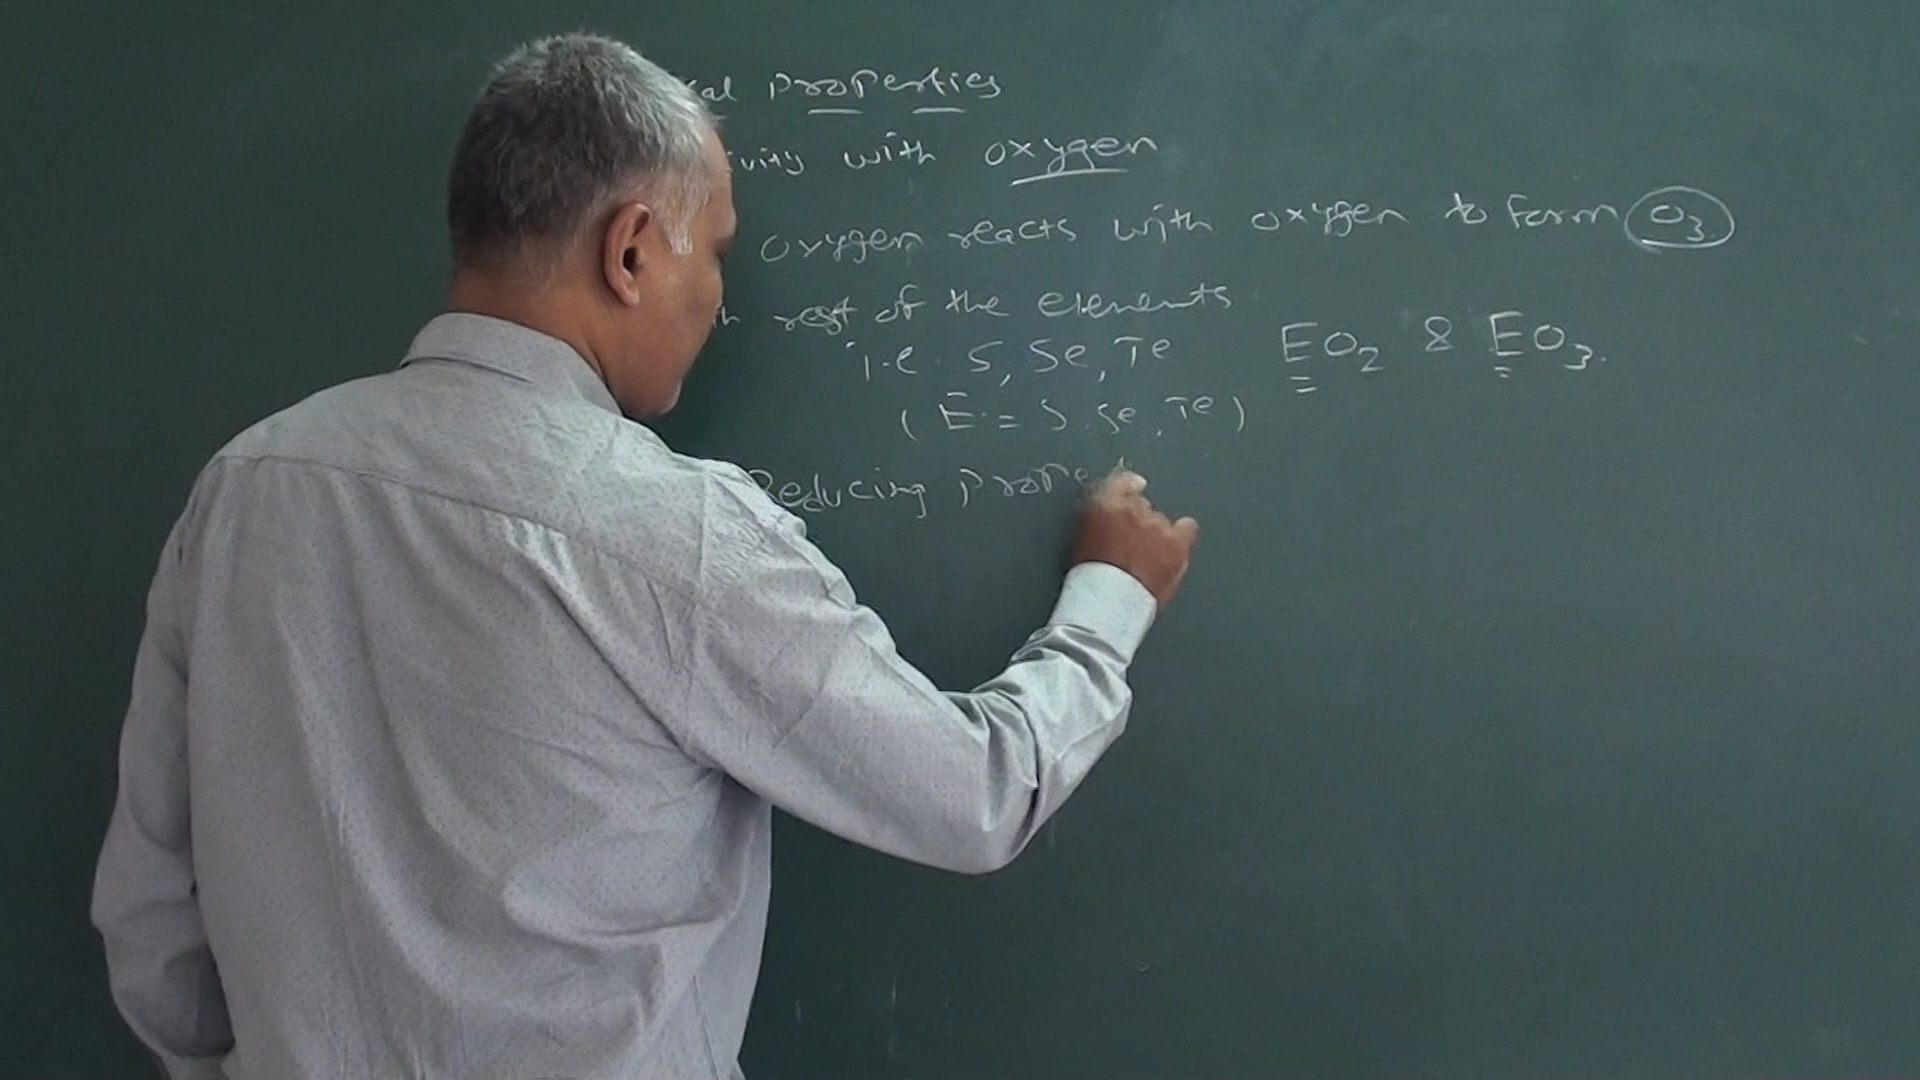 al Properties
ivity with oxygen
oxygen reacts with oxygen to form O₃
rest of the elements
i.e. S, Se, Te EO₂ & EO₃.
(E = S, Se, Te)
Reducing Propert